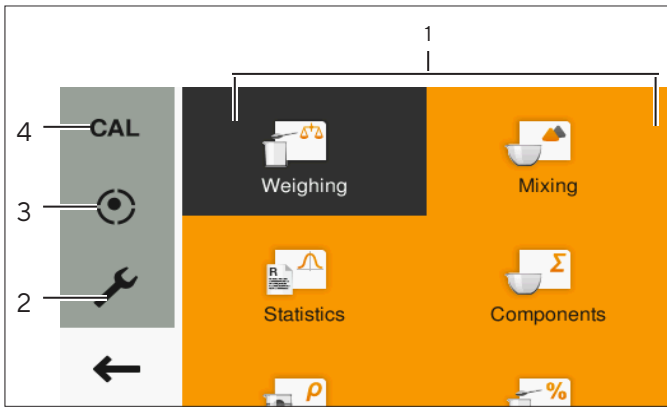 1
4 CAL
Weighing Mixing
3
R
Σ
2
Statistics Components
ρ %